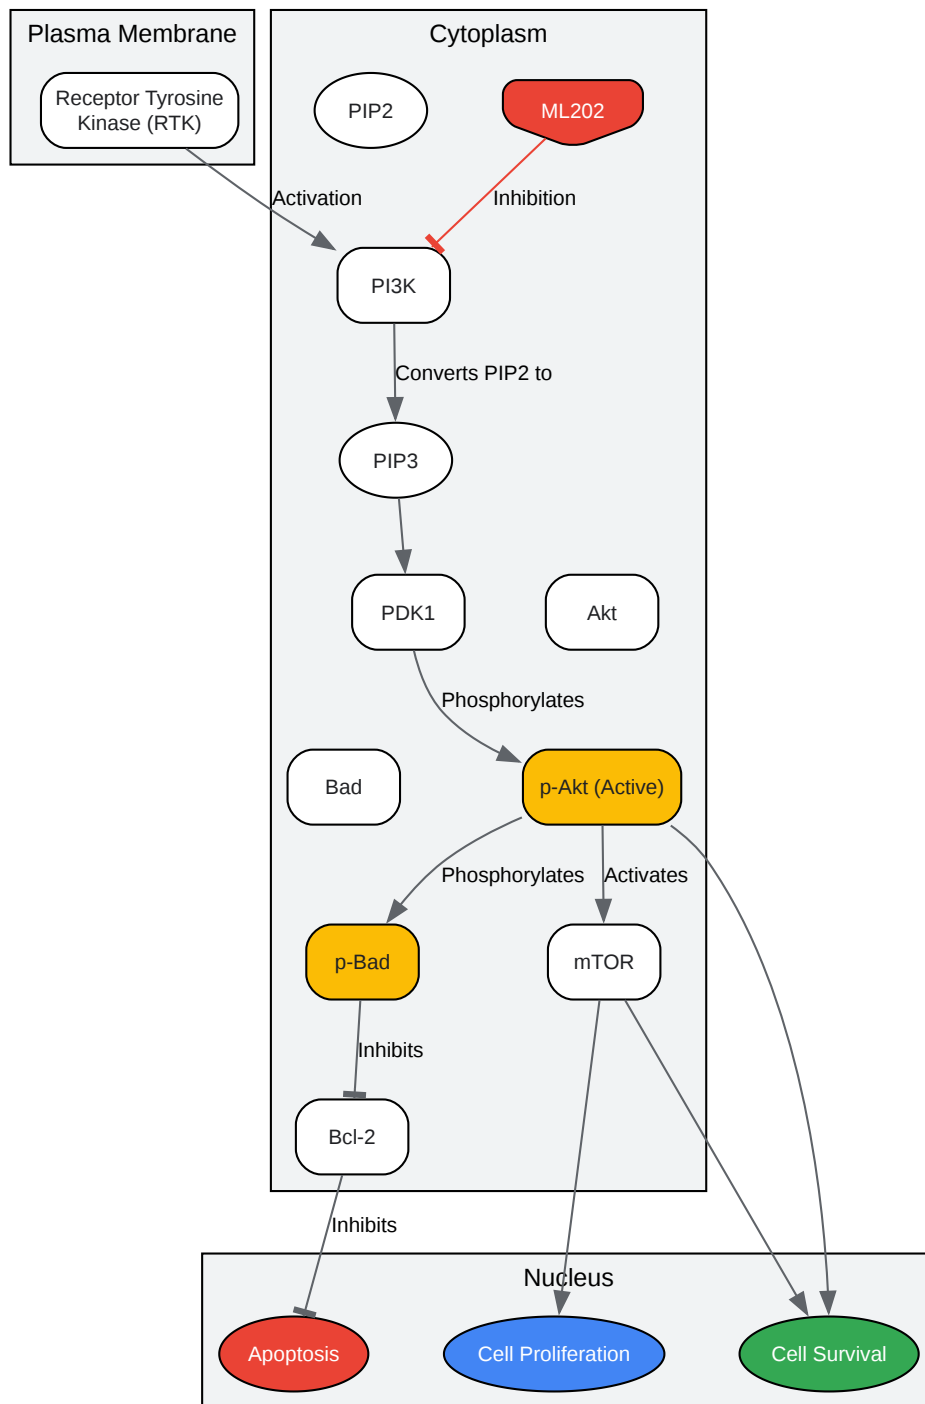 Plasma Membrane
Cytoplasm
Receptor Tyrosine
Kinase (RTK)
PIP2
ML202
Activation
Inhibition
PI3K
Converts PIP2 to
PIP3
PDK1
Akt
Phosphorylates
Bad
p-Akt (Active)
Phosphorylates
Activates
p-Bad
mTOR
Inhibits
Bcl-2
Inhibits
Nucleus
Apoptosis
Cell Proliferation
Cell Survival